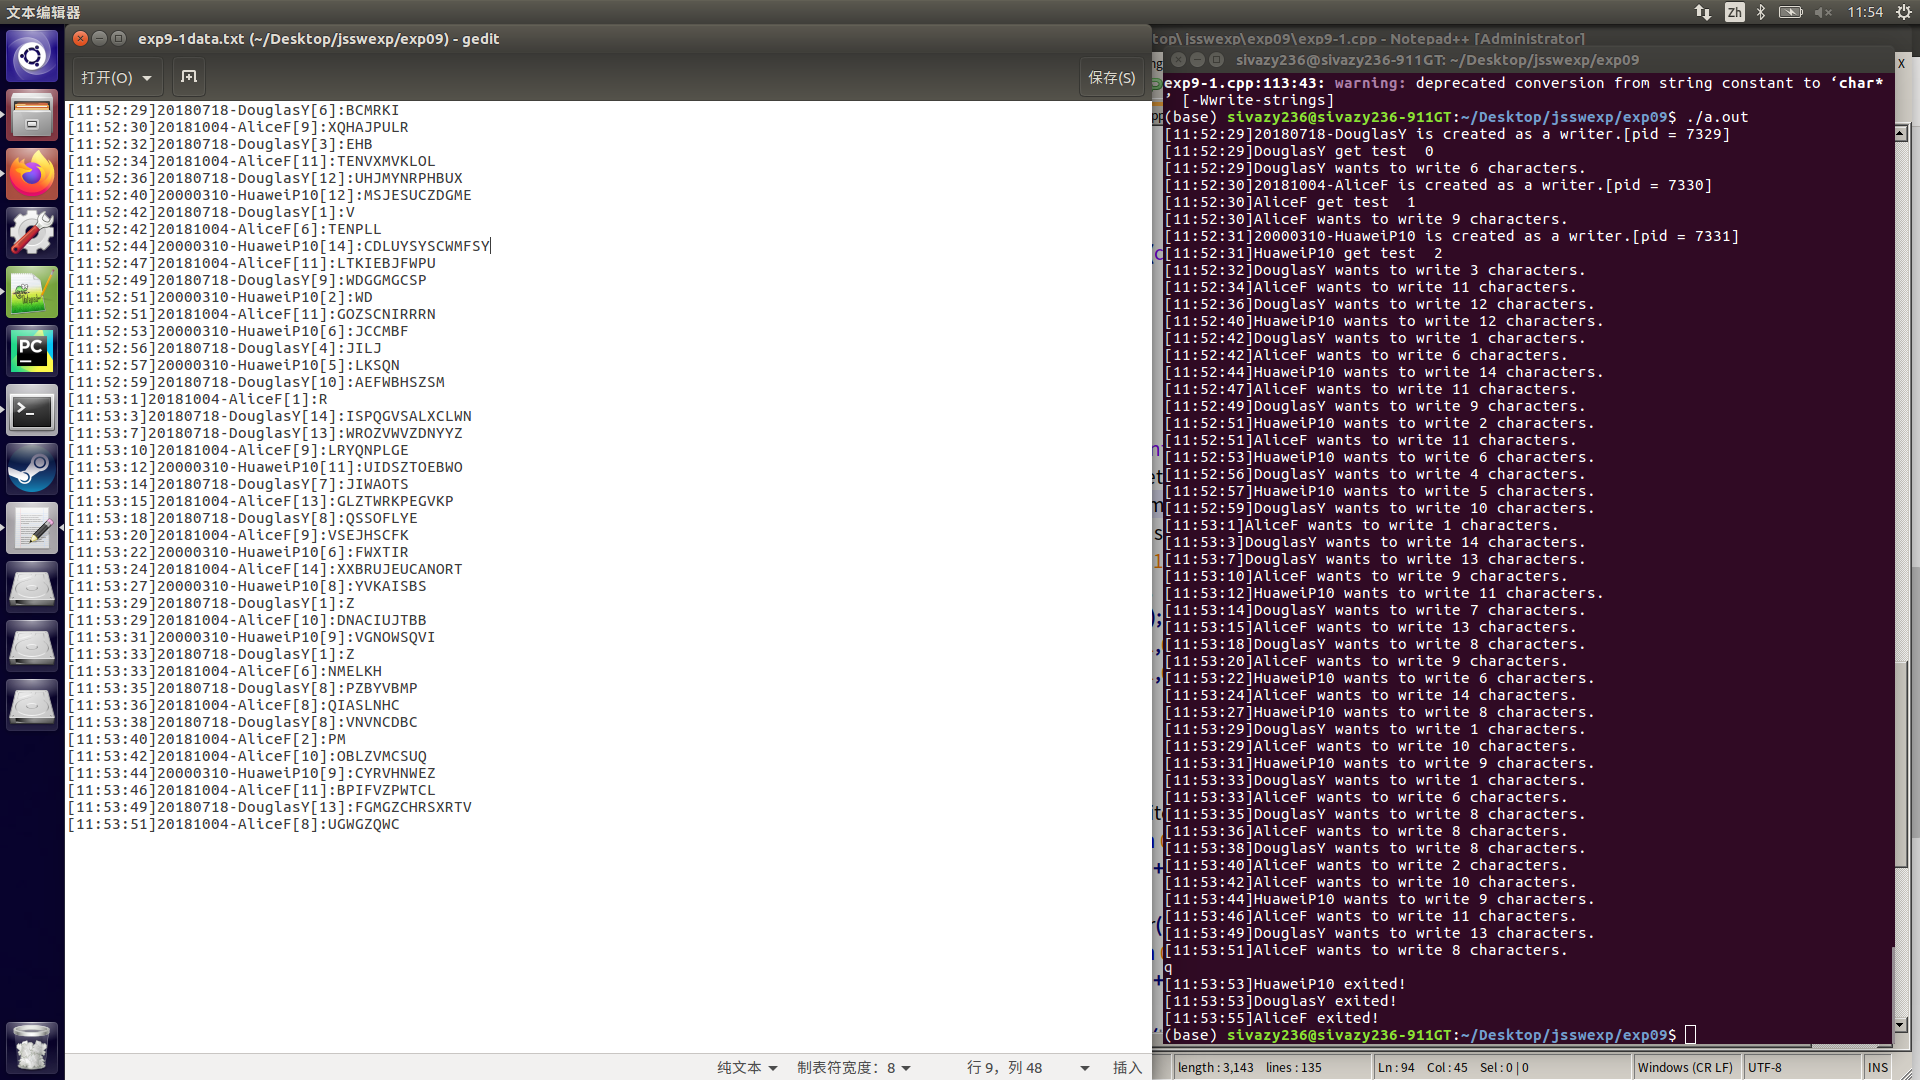 文本编辑器
Zh
11:54
exp9-1data.txt (~/Desktop/jsswexp/exp09) - gedit
打开(O)
保存(S)
[11:52:29]20180718-DouglasY[6]:BCMRKI
[11:52:30]20181004-AliceF[9]:XQHAJPULR
[11:52:32]20180718-DouglasY[3]:EHB
[11:52:34]20181004-AliceF[11]:TENVXMVKLOL
[11:52:36]20180718-DouglasY[12]:UHJMYNRPHBUX
[11:52:40]20000310-HuaweiP10[12]:MSJESUCZDGME
[11:52:42]20180718-DouglasY[1]:V
[11:52:42]20181004-AliceF[6]:TENPLL
[11:52:44]20000310-HuaweiP10[14]:CDLUYSYSCWMFSY
[11:52:47]20181004-AliceF[11]:LTKIEBJFWPU
[11:52:49]20180718-DouglasY[9]:WDGGMGCSP
[11:52:51]20000310-HuaweiP10[2]:WD
[11:52:51]20181004-AliceF[11]:GOZSCNIRRRN
[11:52:53]20000310-HuaweiP10[6]:JCCMBF
[11:52:56]20180718-DouglasY[4]:JILJ
[11:52:57]20000310-HuaweiP10[5]:LKSQN
[11:52:59]20180718-DouglasY[10]:AEFWBHSZSM
[11:53:1]20181004-AliceF[1]:R
[11:53:3]20180718-DouglasY[14]:ISPQGVSALXCLWN
[11:53:7]20180718-DouglasY[13]:WROZVWVZDNYYZ
[11:53:10]20181004-AliceF[9]:LRYQNPLGE
[11:53:12]20000310-HuaweiP10[11]:UIDSZTOEBWO
[11:53:14]20180718-DouglasY[7]:JIWAOTS
[11:53:15]20181004-AliceF[13]:GLZTWRKPEGVKP
[11:53:18]20180718-DouglasY[8]:QSSOFLYE
[11:53:20]20181004-AliceF[9]:VSEJHSCFK
[11:53:22]20000310-HuaweiP10[6]:FWXTIR
[11:53:24]20181004-AliceF[14]:XXBRUJEUCANORT
[11:53:27]20000310-HuaweiP10[8]:YVKAISBS
[11:53:29]20180718-DouglasY[1]:Z
[11:53:29]20181004-AliceF[10]:DNACIUJTBB
[11:53:31]20000310-HuaweiP10[9]:VGNOWSQVI
[11:53:33]20180718-DouglasY[1]:Z
[11:53:33]20181004-AliceF[6]:NMELKH
[11:53:35]20180718-DouglasY[8]:PZBYVBMP
[11:53:36]20181004-AliceF[8]:QIASLNHC
[11:53:38]20180718-DouglasY[8]:VNVNCDBC
[11:53:40]20181004-AliceF[2]:PM
[11:53:42]20181004-AliceF[10]:OBLZVMCSUQ
[11:53:44]20000310-HuaweiP10[9]:CYRVHNWEZ
[11:53:46]20181004-AliceF[11]:BPIFVZPWTCL
[11:53:49]20180718-DouglasY[13]:FGMGZCHRSXRTV
[11:53:51]20181004-AliceF[8]:UGWGZQWC
纯文本 制表符宽度：8 行 9，列 48 插入
top\jsswexp\exp09\exp9-1.cpp - Notepad++ [Administrator]
sivazy236@sivazy236-911GT: ~/Desktop/jsswexp/exp09
exp9-1.cpp:113:43: warning: deprecated conversion from string constant to ‘char*
’ [-Wwrite-strings]
(base) sivazy236@sivazy236-911GT:~/Desktop/jsswexp/exp09$ ./a.out
[11:52:29]20180718-DouglasY is created as a writer.[pid = 7329]
[11:52:29]DouglasY get test  0
[11:52:29]DouglasY wants to write 6 characters.
[11:52:30]20181004-AliceF is created as a writer.[pid = 7330]
[11:52:30]AliceF get test  1
[11:52:30]AliceF wants to write 9 characters.
[11:52:31]20000310-HuaweiP10 is created as a writer.[pid = 7331]
[11:52:31]HuaweiP10 get test  2
[11:52:32]DouglasY wants to write 3 characters.
[11:52:34]AliceF wants to write 11 characters.
[11:52:36]DouglasY wants to write 12 characters.
[11:52:40]HuaweiP10 wants to write 12 characters.
[11:52:42]DouglasY wants to write 1 characters.
[11:52:42]AliceF wants to write 6 characters.
[11:52:44]HuaweiP10 wants to write 14 characters.
[11:52:47]AliceF wants to write 11 characters.
[11:52:49]DouglasY wants to write 9 characters.
[11:52:51]HuaweiP10 wants to write 2 characters.
[11:52:51]AliceF wants to write 11 characters.
[11:52:53]HuaweiP10 wants to write 6 characters.
[11:52:56]DouglasY wants to write 4 characters.
[11:52:57]HuaweiP10 wants to write 5 characters.
[11:52:59]DouglasY wants to write 10 characters.
[11:53:1]AliceF wants to write 1 characters.
[11:53:3]DouglasY wants to write 14 characters.
[11:53:7]DouglasY wants to write 13 characters.
[11:53:10]AliceF wants to write 9 characters.
[11:53:12]HuaweiP10 wants to write 11 characters.
[11:53:14]DouglasY wants to write 7 characters.
[11:53:15]AliceF wants to write 13 characters.
[11:53:18]DouglasY wants to write 8 characters.
[11:53:20]AliceF wants to write 9 characters.
[11:53:22]HuaweiP10 wants to write 6 characters.
[11:53:24]AliceF wants to write 14 characters.
[11:53:27]HuaweiP10 wants to write 8 characters.
[11:53:29]DouglasY wants to write 1 characters.
[11:53:29]AliceF wants to write 10 characters.
[11:53:31]HuaweiP10 wants to write 9 characters.
[11:53:33]DouglasY wants to write 1 characters.
[11:53:33]AliceF wants to write 6 characters.
[11:53:35]DouglasY wants to write 8 characters.
[11:53:36]AliceF wants to write 8 characters.
[11:53:38]DouglasY wants to write 8 characters.
[11:53:40]AliceF wants to write 2 characters.
[11:53:42]AliceF wants to write 10 characters.
[11:53:44]HuaweiP10 wants to write 9 characters.
[11:53:46]AliceF wants to write 11 characters.
[11:53:49]DouglasY wants to write 13 characters.
[11:53:51]AliceF wants to write 8 characters.
q
[11:53:53]HuaweiP10 exited!
[11:53:53]DouglasY exited!
[11:53:55]AliceF exited!
(base) sivazy236@sivazy236-911GT:~/Desktop/jsswexp/exp09$
length : 3,143 lines : 135 Ln : 94 Col : 45 Sel : 0 | 0 Windows (CR LF) UTF-8 INS